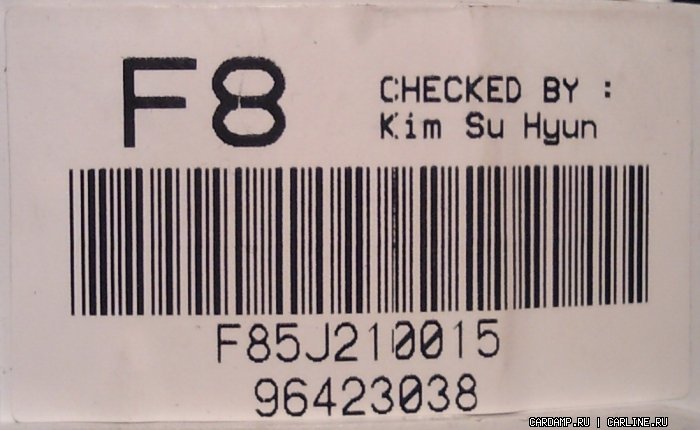 F8
CHECKED BY :
Kim Su Hyun
F85J210015
96423038
CARDAMP.RU | CARLINE.RU